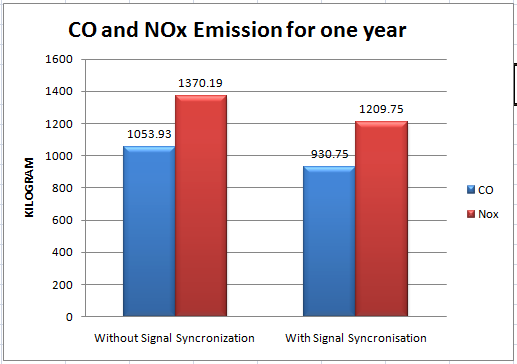 CO and NOx Emission for one year
1600
1400
1200
1000
800
600
400
200
0
KILOGRAM
1053.93
1370.19
930.75
1209.75
Without Signal Syncronization
With Signal Syncronisation
CO
Nox